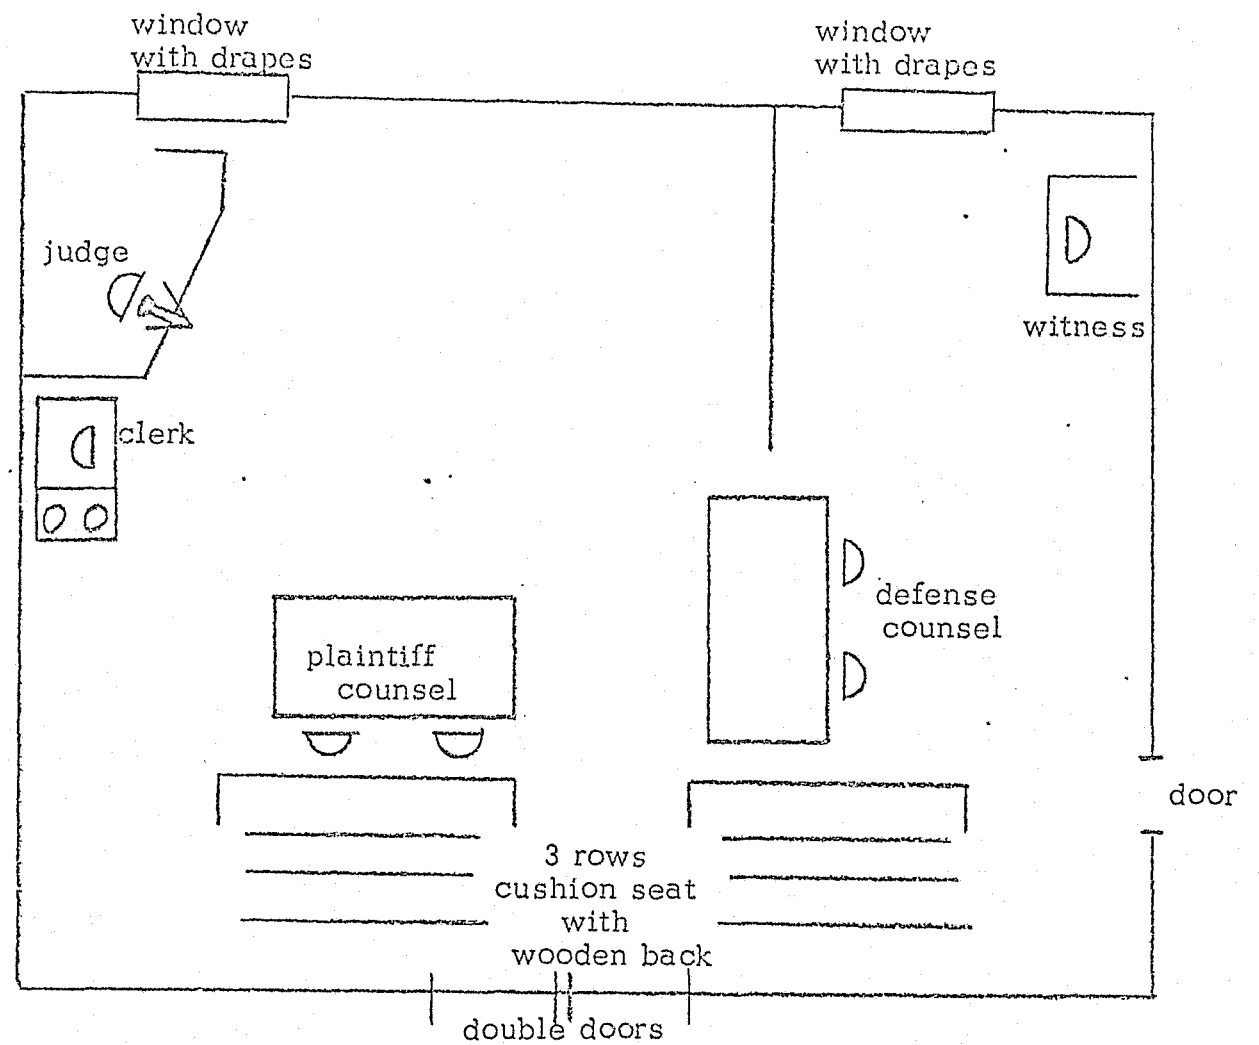 window
with drapes
window
with drapes
judge
witness
clerk
defense
counsel
plaintiff
counsel
door
3 rows
cushion seat
with
wooden back
double doors